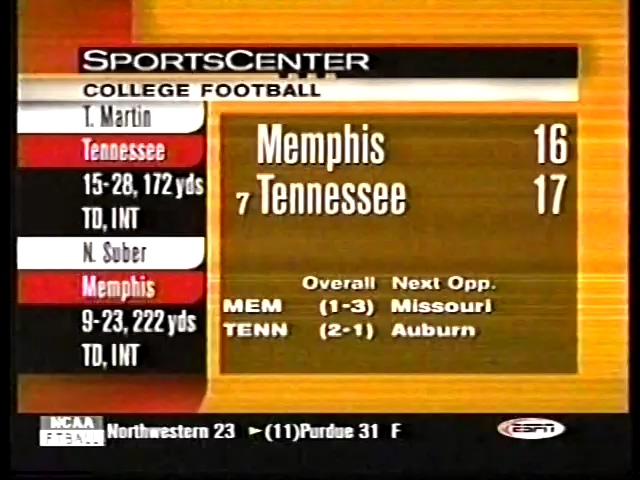 SPORTSCENTER
COLLEGE FOOTBALL
T. Martin
Tennessee
15-28, 172 yds
TD, INT
N. Suber
Memphis
9-23, 222 yds
TD, INT
Memphis 16
7 Tennessee 17
Overall Next Opp.
MEM (1-3) Missouri
TENN (2-1) Auburn
NCAA
FTBALL
Northwestern 23 ►(11)Purdue 31 F
ESPN